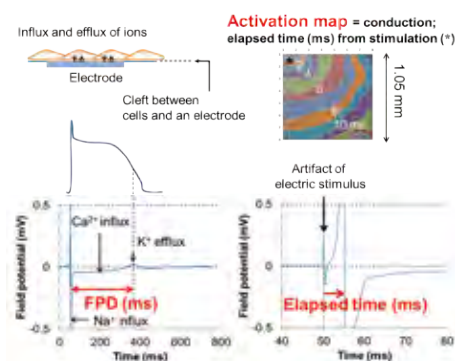 Influx and efflux of ions
Electrode
Cleft between
cells and an electrode
Activation map = conduction;
elapsed time (ms) from stimulation (*)
1.05 mm
Artifact of
electric stimulus
Field potential (mV)
0.5
0
-0.5
Ca²⁺ influx
K⁺ efflux
FPD (ms)
Na⁺ influx
0 200 400 600 800
Time (ms)
Field potential (mV)
0.5
0
-0.5
Elapsed time (ms)
40 50 60 70 80
Time (ms)